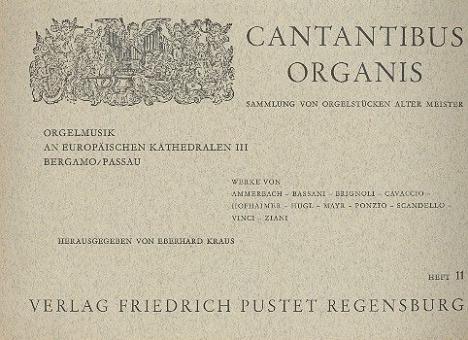 CANTANTIBUS
ORGANIS
SAMMLUNG VON ORGELSTÜCKEN ALTER MEISTER
ORGELMUSIK
AN EUROPÄISCHEN KATHEDRALEN III
BERGAMO/PASSAU
WERKE VON
AMMERBACH – BASSANI – BRIGNOLI – CAVACCIO –
HOFHAIMER – HUGL – MAYR – PONZIO – SCANDELLO –
VINCI – ZIANI
HERAUSGEGEBEN VON EBERHARD KRAUS
HEFT 11
VERLAG FRIEDRICH PUSTET REGENSBURG